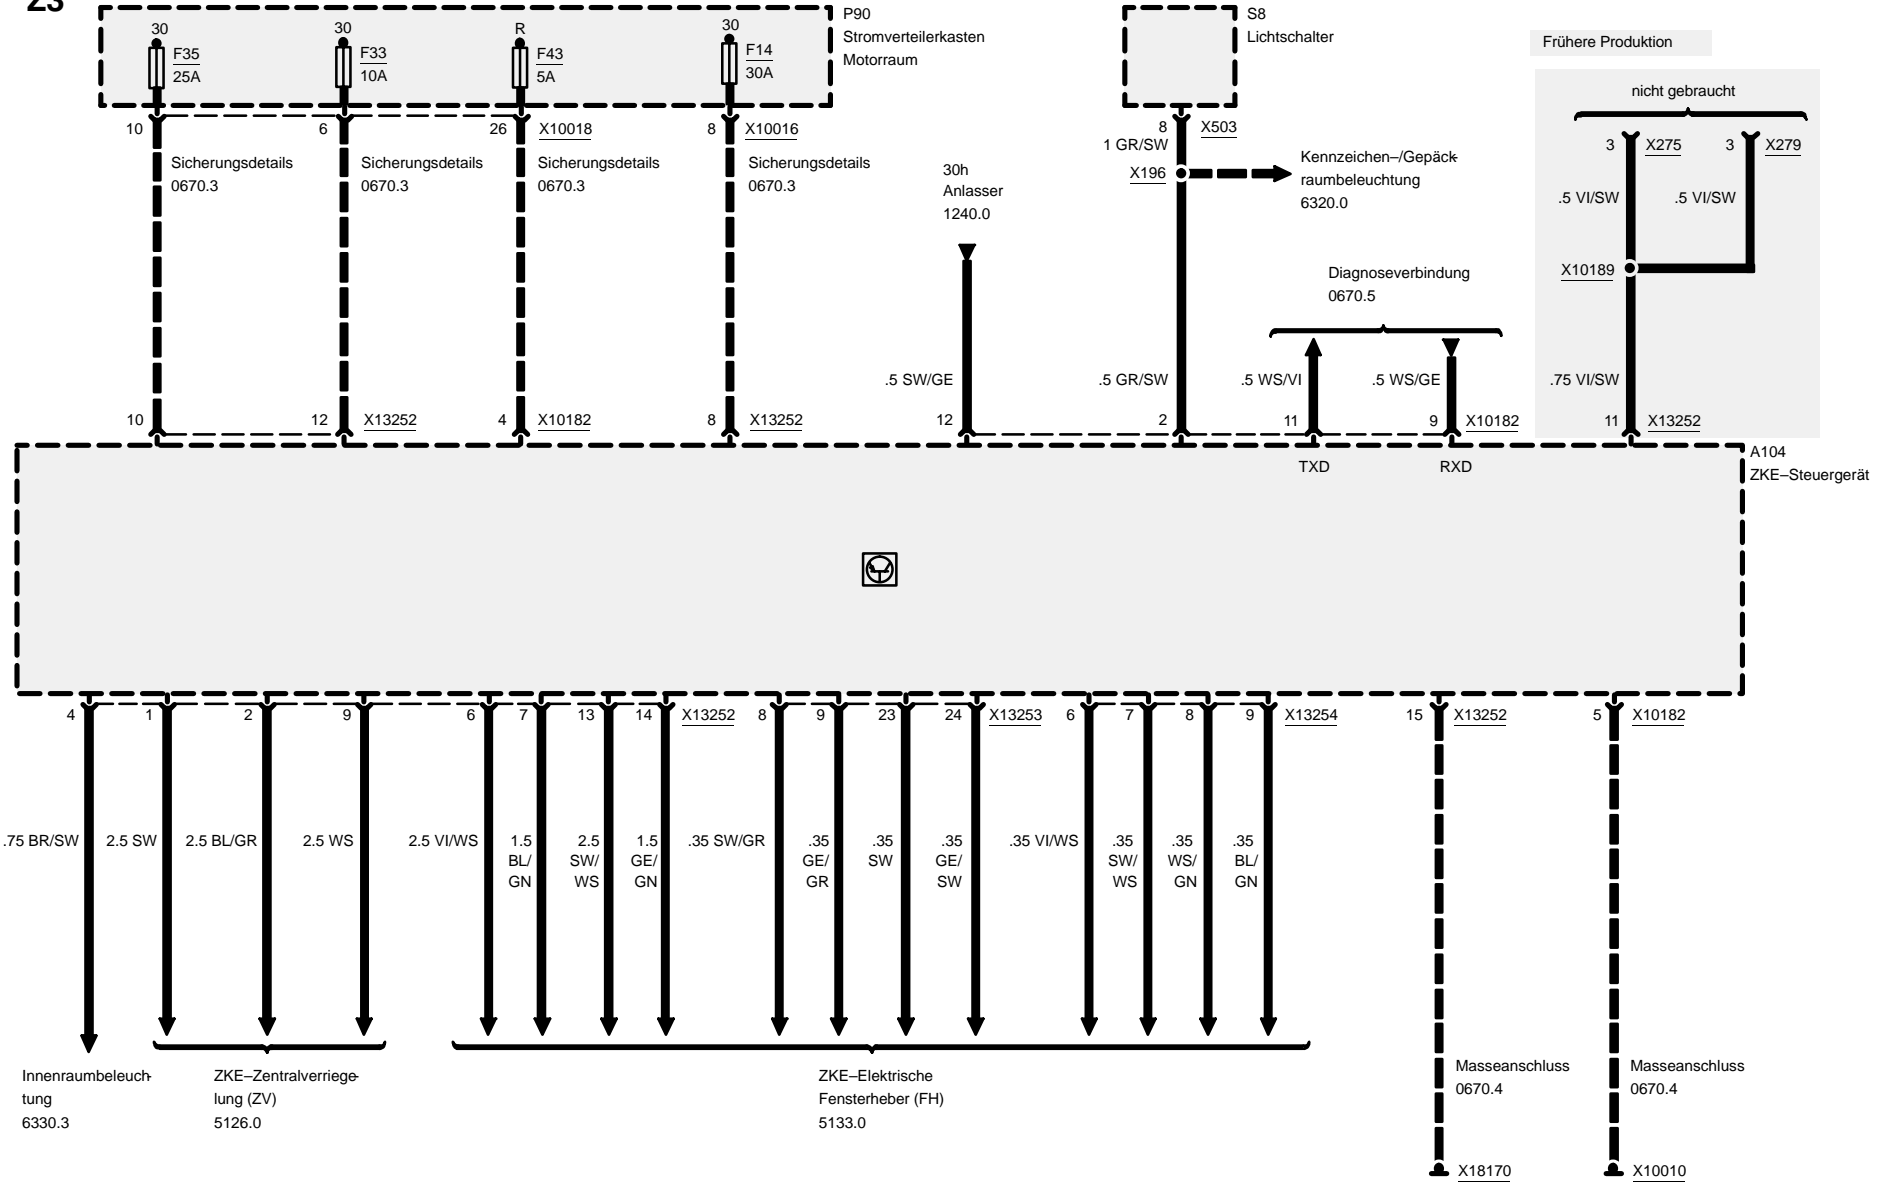 Z3
P90
Stromverteilerkasten
Motorraum
30
F35
25A
30
F33
10A
R
F43
5A
30
F14
30A
S8
Lichtschalter
Frühere Produktion
nicht gebraucht
10
6
26
X10018
8
X10016
8
X503
1 GR/SW
X196
Kennzeichen–/Gepäck-
raumbeleuchtung
6320.0
3
X275
3
X279
Sicherungsdetails
0670.3
Sicherungsdetails
0670.3
Sicherungsdetails
0670.3
Sicherungsdetails
0670.3
30h
Anlasser
1240.0
.5 VI/SW
.5 VI/SW
X10189
Diagnoseverbindung
0670.5
.5 SW/GE
.5 GR/SW
.5 WS/VI
.5 WS/GE
.75 VI/SW
10
12
X13252
4
X10182
8
X13252
12
2
11
9
X10182
11
X13252
TXD
RXD
A104
ZKE–Steuergerät
4
1
2
9
6
7
13
14
X13252
8
9
23
24
X13253
6
7
8
9
X13254
15
X13252
5
X10182
.75 BR/SW
2.5 SW
2.5 BL/GR
2.5 WS
2.5 VI/WS
1.5
BL/
GN
2.5
SW/
WS
1.5
GE/
GN
.35 SW/GR
.35
GE/
GR
.35
SW
.35
GE/
SW
.35 VI/WS
.35
SW/
WS
.35
WS/
GN
.35
BL/
GN
Innenraumbeleuch-
tung
6330.3
ZKE–Zentralverriege-
lung (ZV)
5126.0
ZKE–Elektrische
Fensterheber (FH)
5133.0
Masseanschluss
0670.4
Masseanschluss
0670.4
X18170
X10010